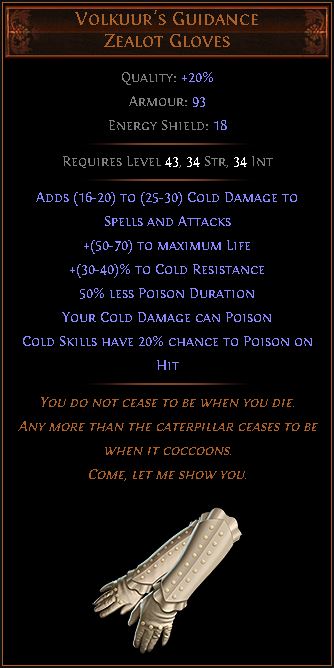 Volkuur's Guidance
Zealot Gloves
Quality: +20%
Armour: 93
Energy Shield: 18
Requires Level 43, 34 Str, 34 Int
Adds (16-20) to (25-30) Cold Damage to
Spells and Attacks
+(50-70) to maximum Life
+(30-40)% to Cold Resistance
50% less Poison Duration
Your Cold Damage can Poison
Cold Skills have 20% chance to Poison on
Hit
You do not cease to be when you die.
Any more than the caterpillar ceases to be
when it coccoons.
Come, let me show you.